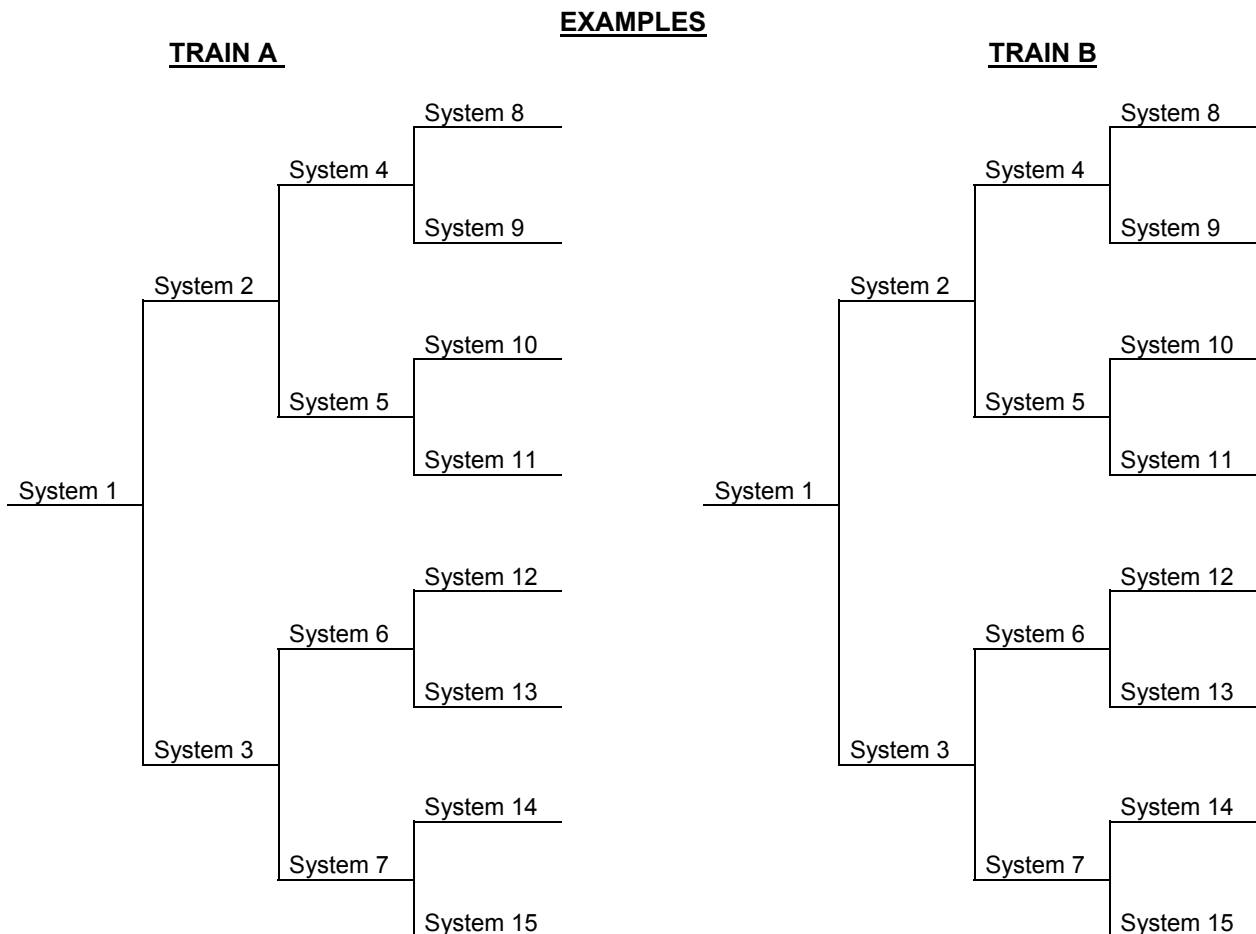 EXAMPLES
TRAIN A
TRAIN B
System 8
System 8
System 4
System 4
System 9
System 9
System 2
System 2
System 10
System 10
System 5
System 5
System 11
System 11
System 1
System 1
System 12
System 12
System 6
System 6
System 13
System 13
System 3
System 3
System 14
System 14
System 7
System 7
System 15
System 15